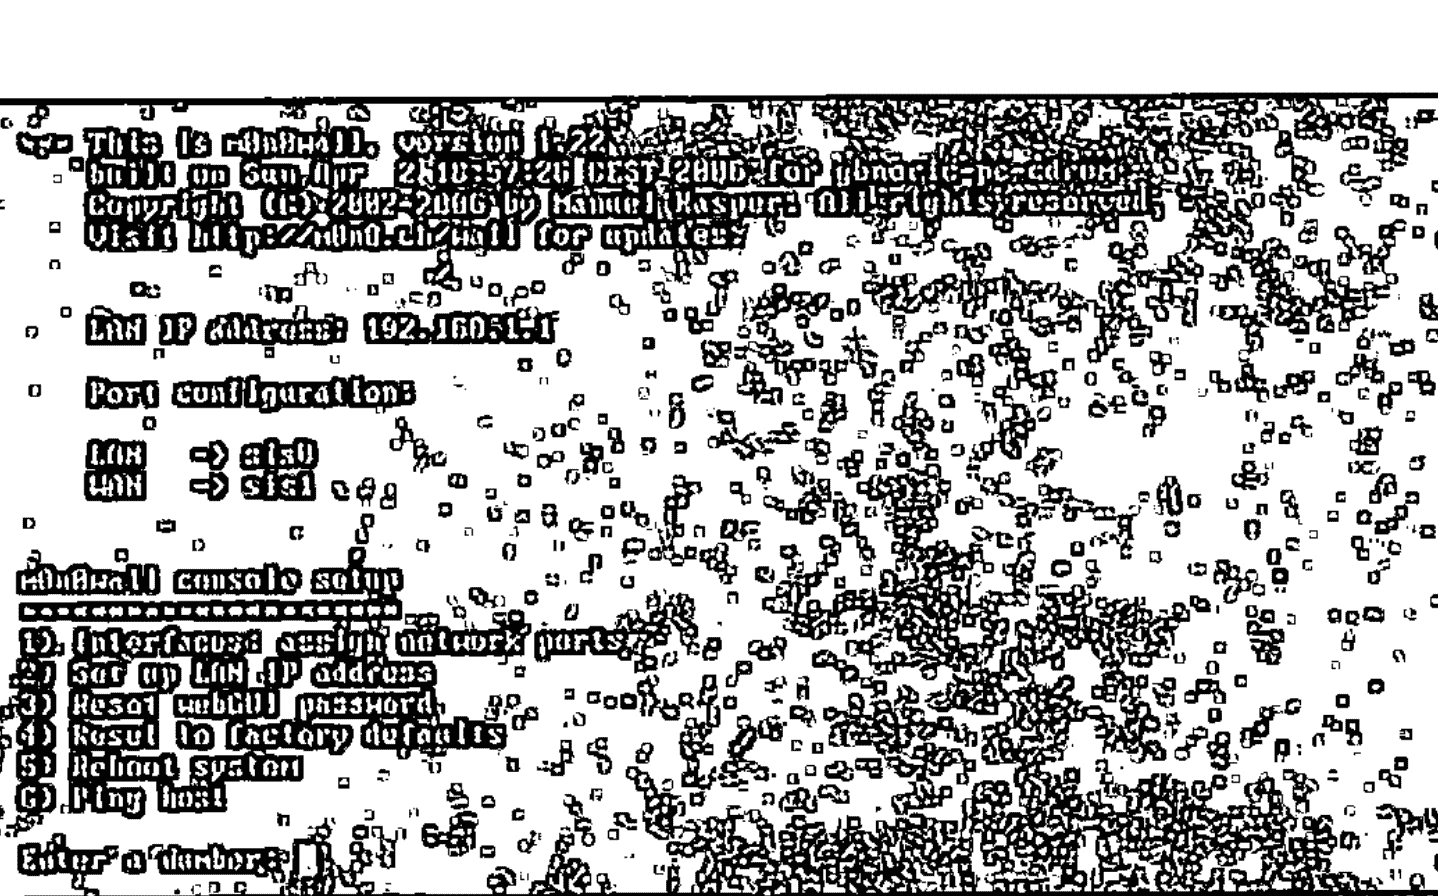 *** This is m0n0wall, version 1.22
built on Sun Apr 2 18:57:26 CEST 2006 for generic-pc-cdrom
Copyright (C) 2002-2006 by Manuel Kasper. All rights reserved.
Visit http://m0n0.ch/wall for updates.
LAN IP address: 192.168.1.1
Port configuration:
LAN -> sis0
WAN -> sis1
m0n0wall console setup
**********************
1) Interfaces: assign network ports
2) Set up LAN IP address
3) Reset webGUI password
4) Reset to factory defaults
5) Reboot system
6) Ping host
Enter a number: